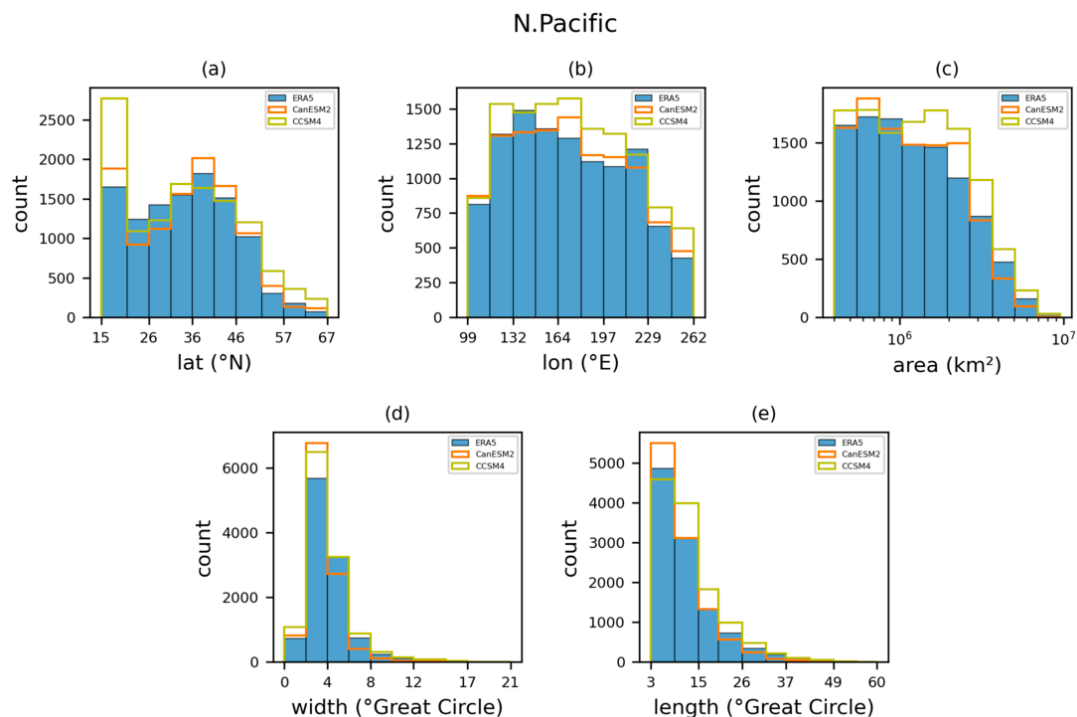 N.Pacific
(a)
count
2500
2000
1500
1000
500
0
15 26 36 46 57 67
lat (°N)
ERA5
CanESM2
CCSM4
(b)
count
1500
1250
1000
750
500
250
0
99 132 164 197 229 262
lon (°E)
ERA5
CanESM2
CCSM4
(c)
count
1500
1000
500
0
10⁶ 10⁷
area (km²)
ERA5
CanESM2
CCSM4
(d)
count
6000
4000
2000
0
0 4 8 12 17 21
width (°Great Circle)
ERA5
CanESM2
CCSM4
(e)
count
5000
4000
3000
2000
1000
0
3 15 26 37 49 60
length (°Great Circle)
ERA5
CanESM2
CCSM4